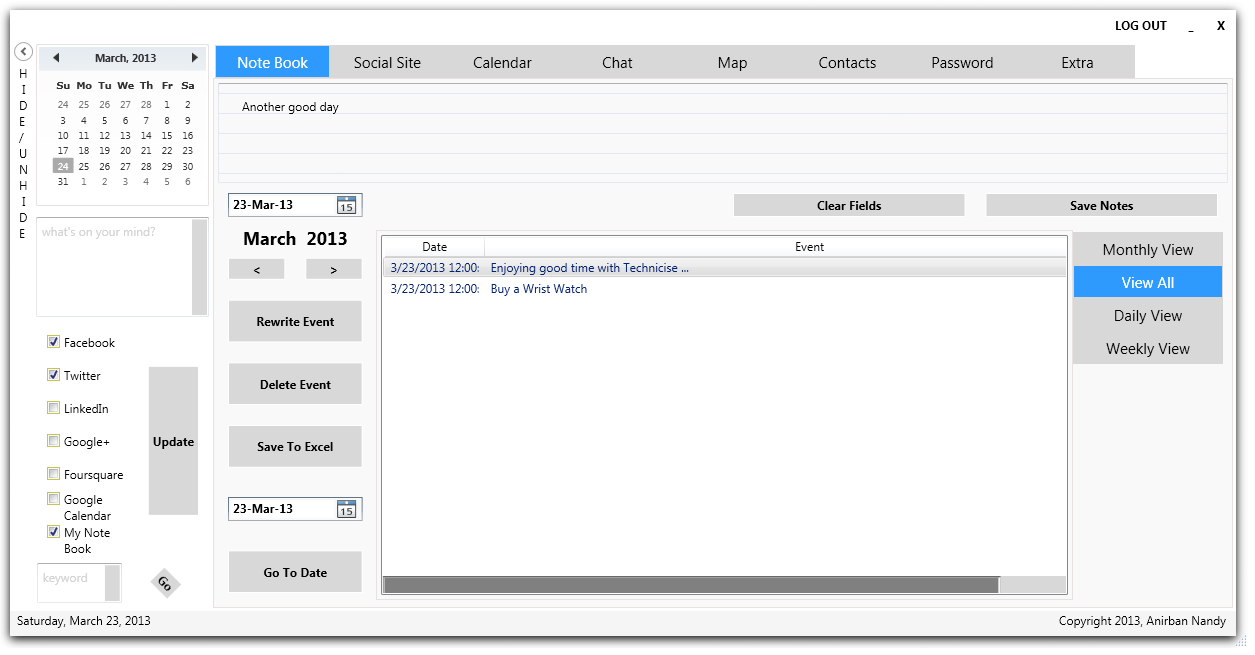 LOG OUT _ X
H
I
D
E
/
U
N
H
I
D
E
March, 2013
Su Mo Tu We Th Fr Sa
24 25 26 27 28 1 2
3 4 5 6 7 8 9
10 11 12 13 14 15 16
17 18 19 20 21 22 23
24 25 26 27 28 29 30
31 1 2 3 4 5 6
what's on your mind?
Facebook
Twitter
LinkedIn
Google+
Foursquare
Google
Calendar
My Note
Book
Update
keyword
Go
Note Book Social Site Calendar Chat Map Contacts Password Extra
Another good day
23-Mar-13 15
Clear Fields
Save Notes
March 2013
< >
Rewrite Event
Delete Event
Save To Excel
23-Mar-13 15
Go To Date
Date Event
3/23/2013 12:00: Enjoying good time with Technicise ...
3/23/2013 12:00: Buy a Wrist Watch
Monthly View
View All
Daily View
Weekly View
Saturday, March 23, 2013
Copyright 2013, Anirban Nandy